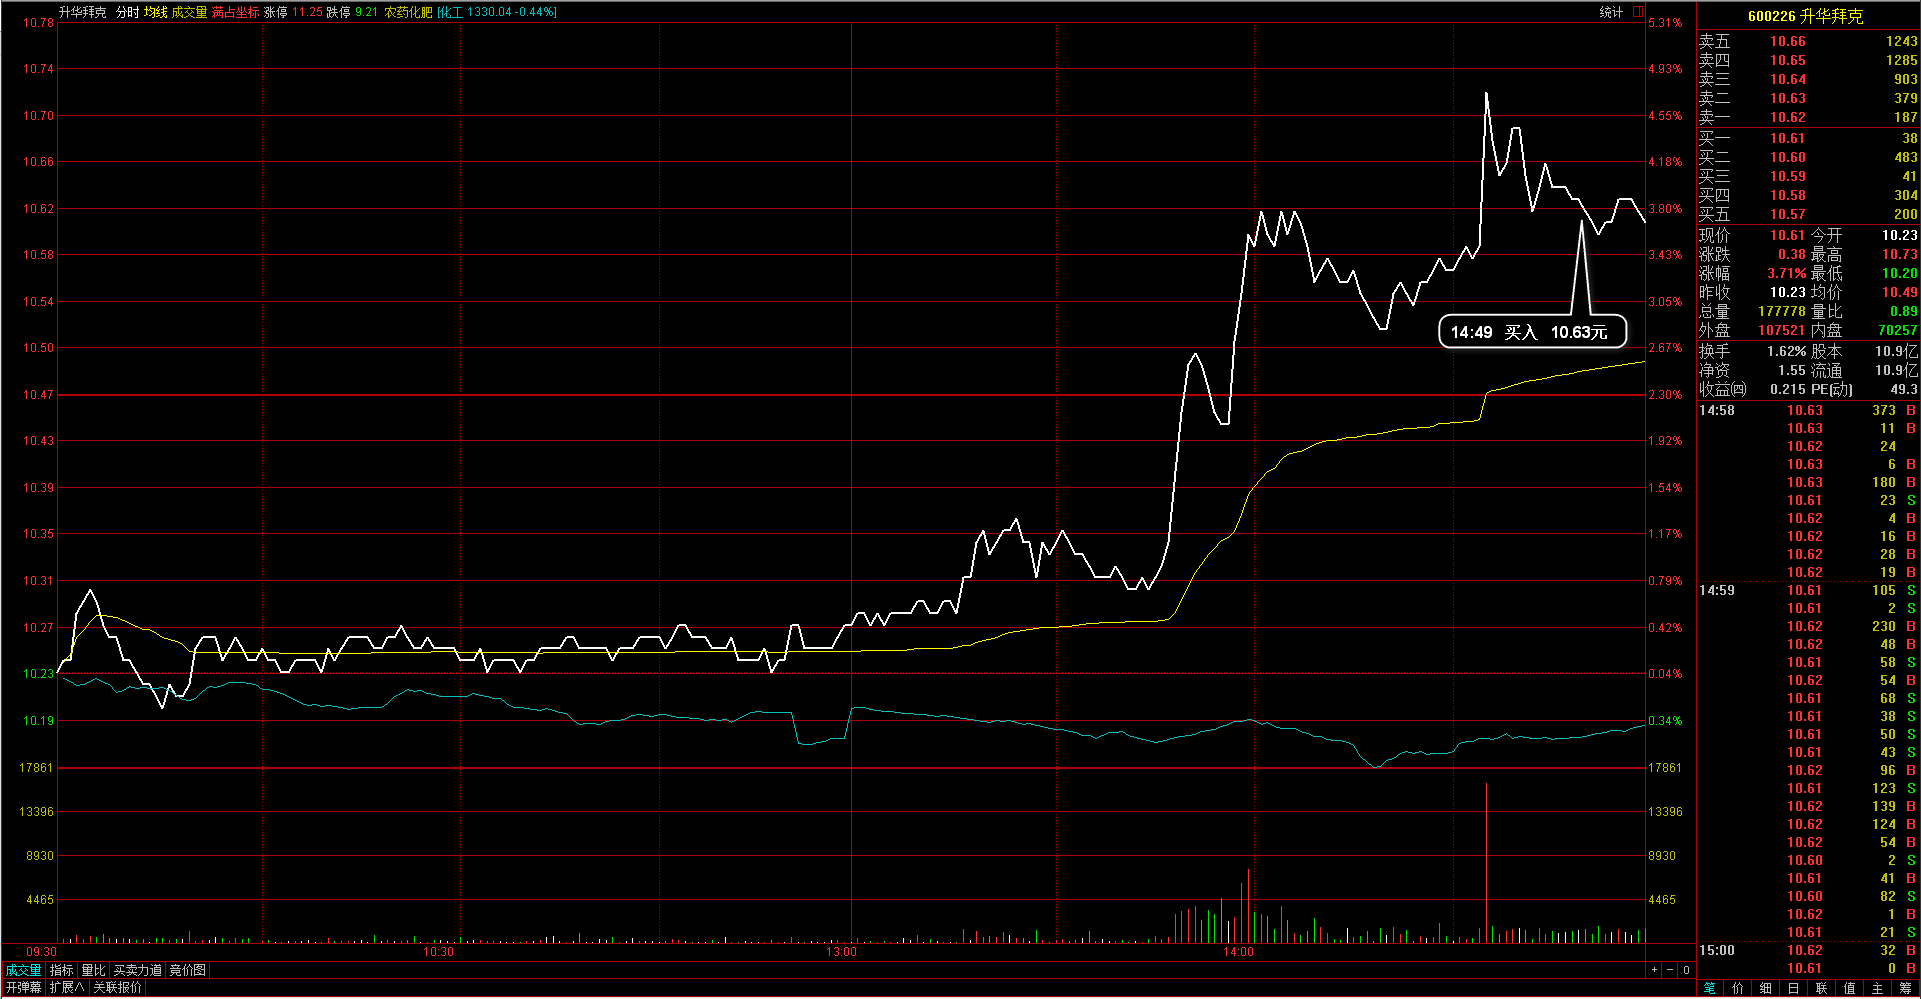 升华拜克 分时 均线 成交量 满占坐标 涨停 11.25 跌停 9.21 农药化肥 [化工 1330.04 -0.44%]
统计
10.78
10.74
10.70
10.66
10.62
10.58
10.54
10.50
10.47
10.43
10.39
10.35
10.31
10.27
10.23
10.19
17861
13396
8930
4465
5.31%
4.93%
4.55%
4.18%
3.80%
3.43%
3.05%
2.67%
2.30%
1.92%
1.54%
1.17%
0.79%
0.42%
0.04%
0.34%
17861
13396
8930
4465
14:49 买入 10.63元
09:30 10:30 13:00 14:00
成交量 指标 量比 买卖力道 竞价图
+ - 0
开弹幕 扩展∧ 关联报价
600226 升华拜克
卖五 10.66 1243
卖四 10.65 1285
卖三 10.64 903
卖二 10.63 379
卖一 10.62 187
买一 10.61 38
买二 10.60 483
买三 10.59 41
买四 10.58 304
买五 10.57 200
现价 10.61 今开 10.23
涨跌 0.38 最高 10.73
涨幅 3.71% 最低 10.20
昨收 10.23 均价 10.49
总量 177778 量比 0.89
外盘 107521 内盘 70257
换手 1.62% 股本 10.9亿
净资 1.55 流通 10.9亿
收益㈣ 0.215 PE(动) 49.3
14:58 10.63 373 B
10.63 11 B
10.62 24
10.63 6 B
10.63 180 B
10.61 23 S
10.62 4 B
10.62 16 B
10.62 28 B
10.62 19 B
14:59 10.61 105 S
10.61 2 S
10.62 230 B
10.62 48 B
10.61 58 S
10.62 54 B
10.61 68 S
10.61 38 S
10.61 50 S
10.61 43 S
10.62 96 B
10.61 123 S
10.62 139 B
10.62 124 B
10.62 54 B
10.60 2 S
10.61 41 B
10.60 82 S
10.62 1 B
10.61 21 S
15:00 10.62 32 B
10.61 0 B
笔 价 细 日 联 值 主 筹